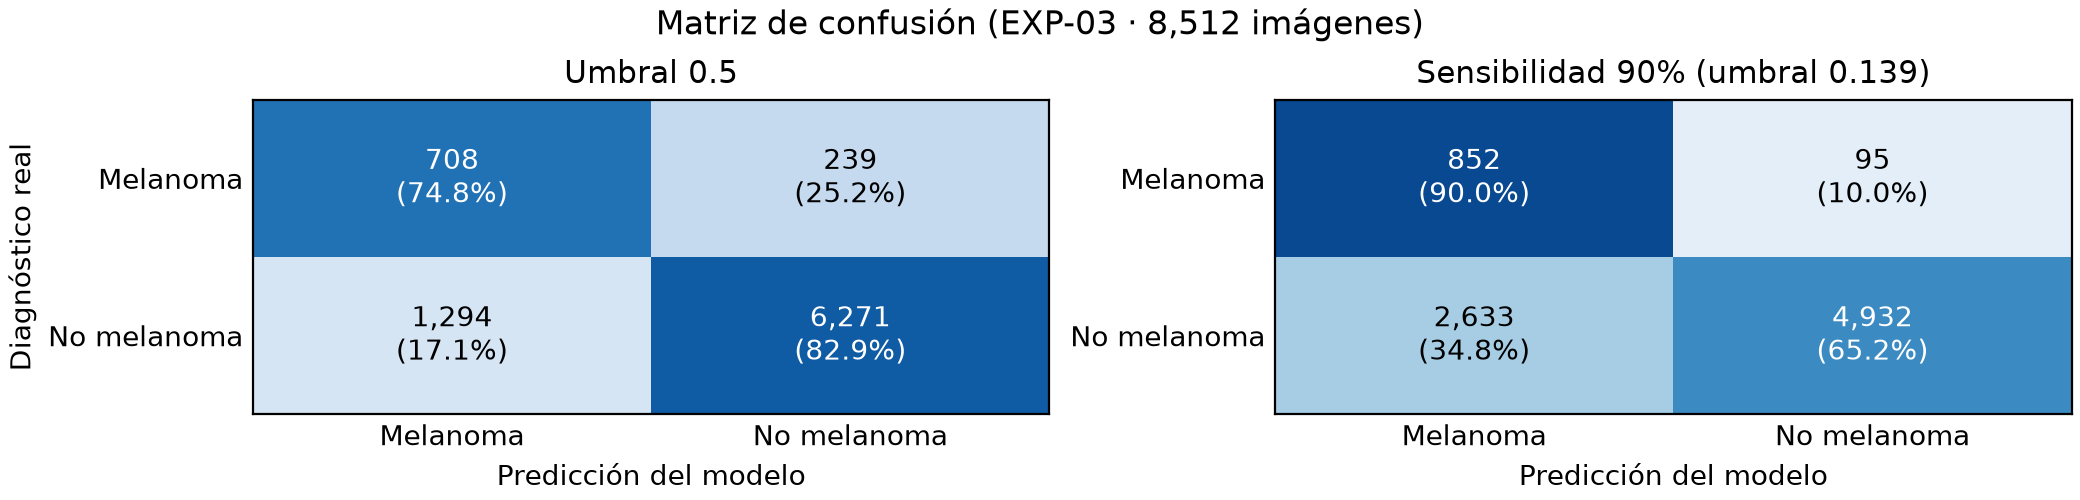 Matriz de confusión (EXP-03 · 8,512 imágenes)
Umbral 0.5
Diagnóstico real
Melanoma
708
(74.8%)
239
(25.2%)
No melanoma
1,294
(17.1%)
6,271
(82.9%)
Melanoma
No melanoma
Predicción del modelo
Sensibilidad 90% (umbral 0.139)
Melanoma
852
(90.0%)
95
(10.0%)
No melanoma
2,633
(34.8%)
4,932
(65.2%)
Melanoma
No melanoma
Predicción del modelo